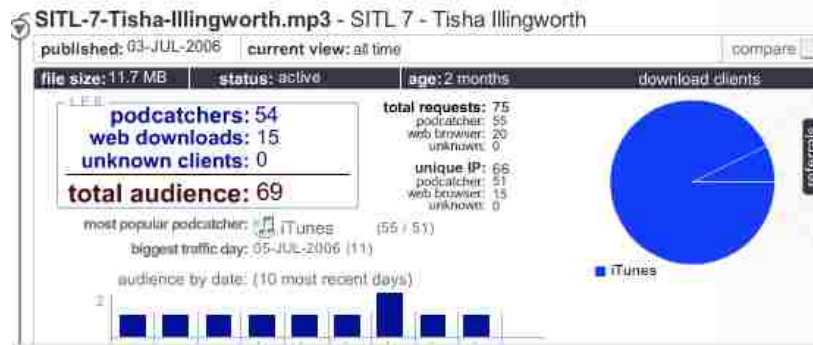 SITL-7-Tisha-Illingworth.mp3 - SITL 7 - Tisha Illingworth
published: 03-JUL-2006 current view: all time compare
file size: 11.7 MB status: active age: 2 months download clients
podcatchers: 54
web downloads: 15
unknown clients: 0
total audience: 69
total requests: 75
podcatcher: 55
web browser: 20
unknown: 0
unique IP: 66
podcatcher: 51
web browser: 15
unknown: 0
most popular podcatcher: iTunes (55 / 51)
biggest traffic day: 05-JUL-2006 (11)
audience by date: (10 most recent days)
2
iTunes
referrals